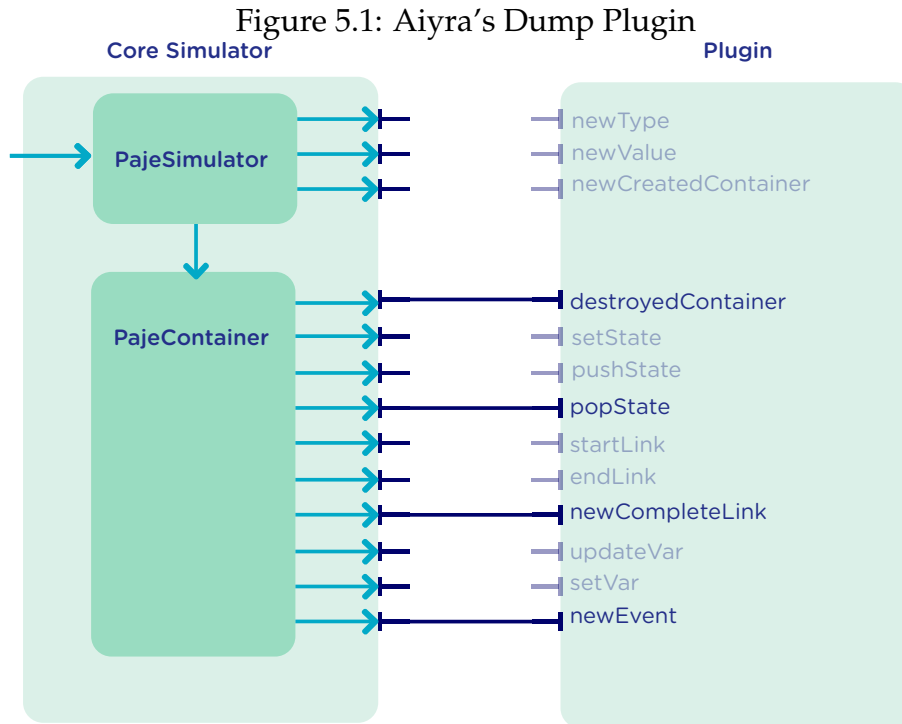 Figure 5.1: Aiyra's Dump Plugin
Core Simulator
Plugin
PajeSimulator
newType
newValue
newCreatedContainer
PajeContainer
destroyedContainer
setState
pushState
popState
startLink
endLink
newCompleteLink
updateVar
setVar
newEvent